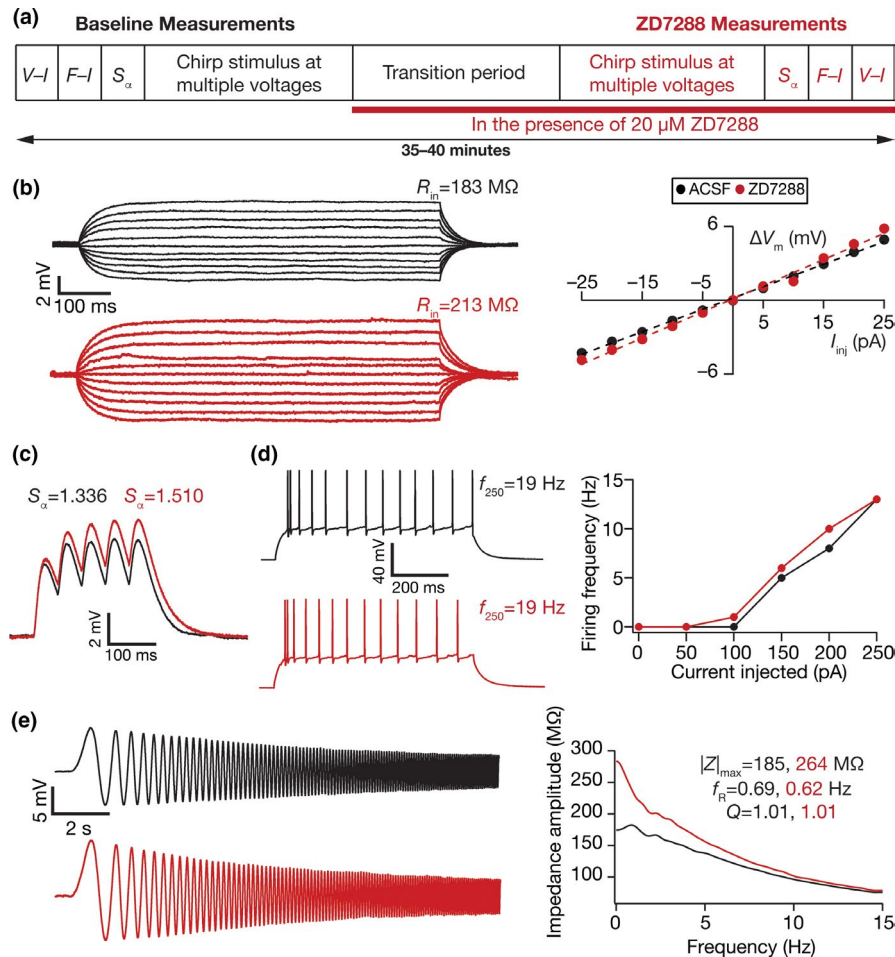 (a)
Baseline Measurements
ZD7288 Measurements
V–I
F–I
Sα
Chirp stimulus at
multiple voltages
Transition period
Chirp stimulus at
multiple voltages
Sα
F–I
V–I
In the presence of 20 µM ZD7288
35–40 minutes
(b)
Rin=183 MΩ
2 mV
100 ms
Rin=213 MΩ
ACSF
ZD7288
6
ΔVm (mV)
−25
−15
−5
5
15
25
Iinj (pA)
−6
(c)
Sα=1.336
Sα=1.510
2 mV
100 ms
(d)
f250=19 Hz
40 mV
200 ms
f250=19 Hz
Firing frequency (Hz)
15
10
5
0
0
50
100
150
200
250
Current injected (pA)
(e)
5 mV
2 s
Impedance amplitude (MΩ)
300
250
200
150
100
|Z|max=185, 264 MΩ
fR=0.69, 0.62 Hz
Q=1.01, 1.01
0
5
10
15
Frequency (Hz)